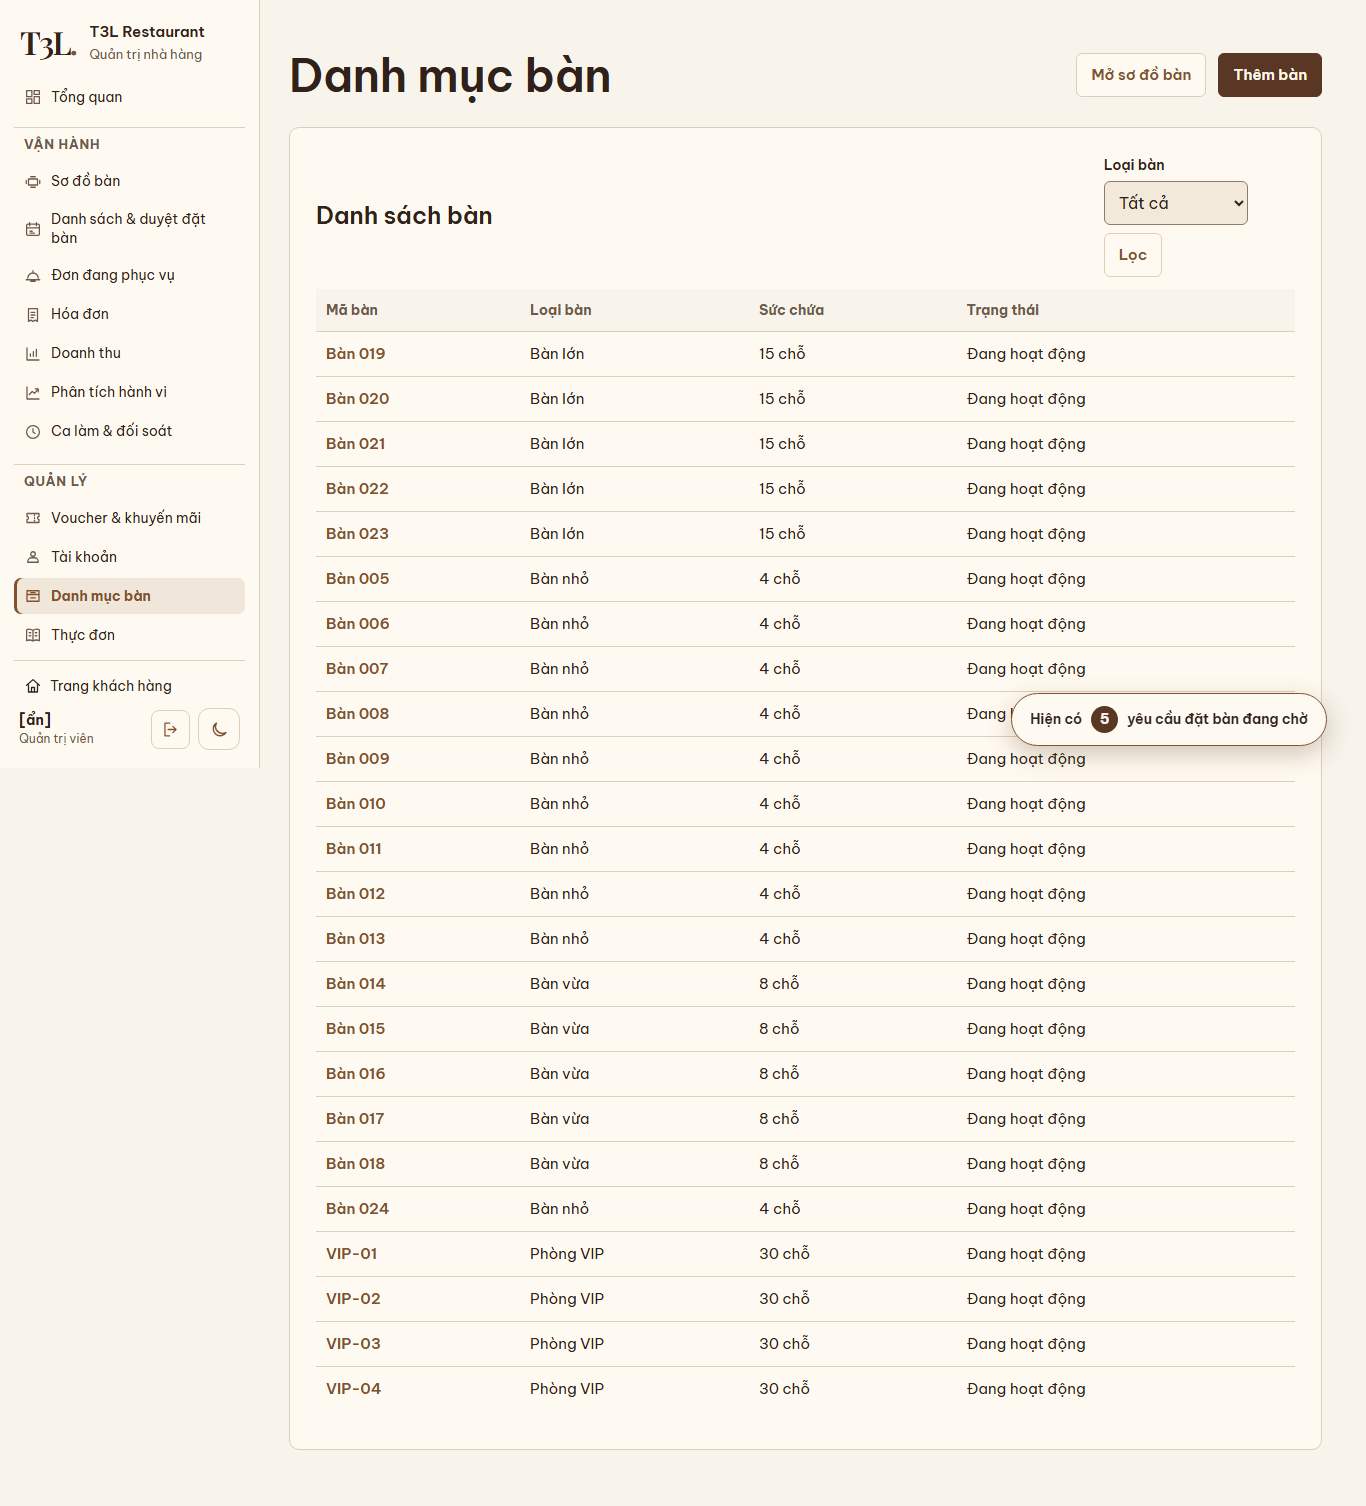 T3L.
T3L Restaurant
Quản trị nhà hàng
Tổng quan
VẬN HÀNH
Sơ đồ bàn
Danh sách & duyệt đặt
bàn
Đơn đang phục vụ
Hóa đơn
Doanh thu
Phân tích hành vi
Ca làm & đối soát
QUẢN LÝ
Voucher & khuyến mãi
Tài khoản
Danh mục bàn
Thực đơn
Trang khách hàng
[ẩn]
Quản trị viên
Danh mục bàn
Mở sơ đồ bàn
Thêm bàn
Danh sách bàn
Loại bàn
Tất cả
Lọc
Mã bàn Loại bàn Sức chứa Trạng thái
Bàn 019 Bàn lớn 15 chỗ Đang hoạt động
Bàn 020 Bàn lớn 15 chỗ Đang hoạt động
Bàn 021 Bàn lớn 15 chỗ Đang hoạt động
Bàn 022 Bàn lớn 15 chỗ Đang hoạt động
Bàn 023 Bàn lớn 15 chỗ Đang hoạt động
Bàn 005 Bàn nhỏ 4 chỗ Đang hoạt động
Bàn 006 Bàn nhỏ 4 chỗ Đang hoạt động
Bàn 007 Bàn nhỏ 4 chỗ Đang hoạt động
Bàn 008 Bàn nhỏ 4 chỗ Đang
Hiện có 5 yêu cầu đặt bàn đang chờ
Bàn 009 Bàn nhỏ 4 chỗ Đang hoạt động
Bàn 010 Bàn nhỏ 4 chỗ Đang hoạt động
Bàn 011 Bàn nhỏ 4 chỗ Đang hoạt động
Bàn 012 Bàn nhỏ 4 chỗ Đang hoạt động
Bàn 013 Bàn nhỏ 4 chỗ Đang hoạt động
Bàn 014 Bàn vừa 8 chỗ Đang hoạt động
Bàn 015 Bàn vừa 8 chỗ Đang hoạt động
Bàn 016 Bàn vừa 8 chỗ Đang hoạt động
Bàn 017 Bàn vừa 8 chỗ Đang hoạt động
Bàn 018 Bàn vừa 8 chỗ Đang hoạt động
Bàn 024 Bàn nhỏ 4 chỗ Đang hoạt động
VIP-01 Phòng VIP 30 chỗ Đang hoạt động
VIP-02 Phòng VIP 30 chỗ Đang hoạt động
VIP-03 Phòng VIP 30 chỗ Đang hoạt động
VIP-04 Phòng VIP 30 chỗ Đang hoạt động